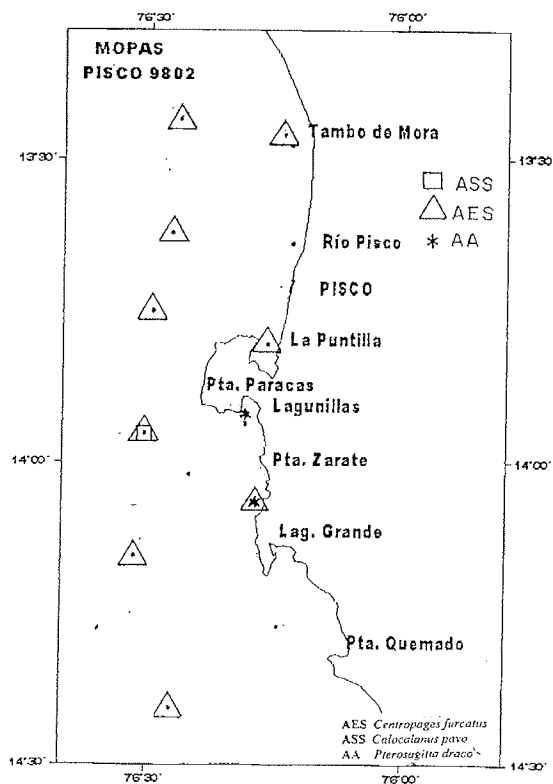 76°30'
76°00'
MOPAS
PISCO 9802
Tambo de Mora
13°30'
13°30'
ASS
AES
AA
Río Pisco
PISCO
La Puntilla
Pta. Paracas
Lagunillas
14°00'
Pta. Zarate
14°00'
Lag. Grande
Pta. Quemado
AES Centropages furcatus
ASS Calocalanus pavo
AA Pterosagitta draco
14°30'
14°30'
76°30'
76°00'